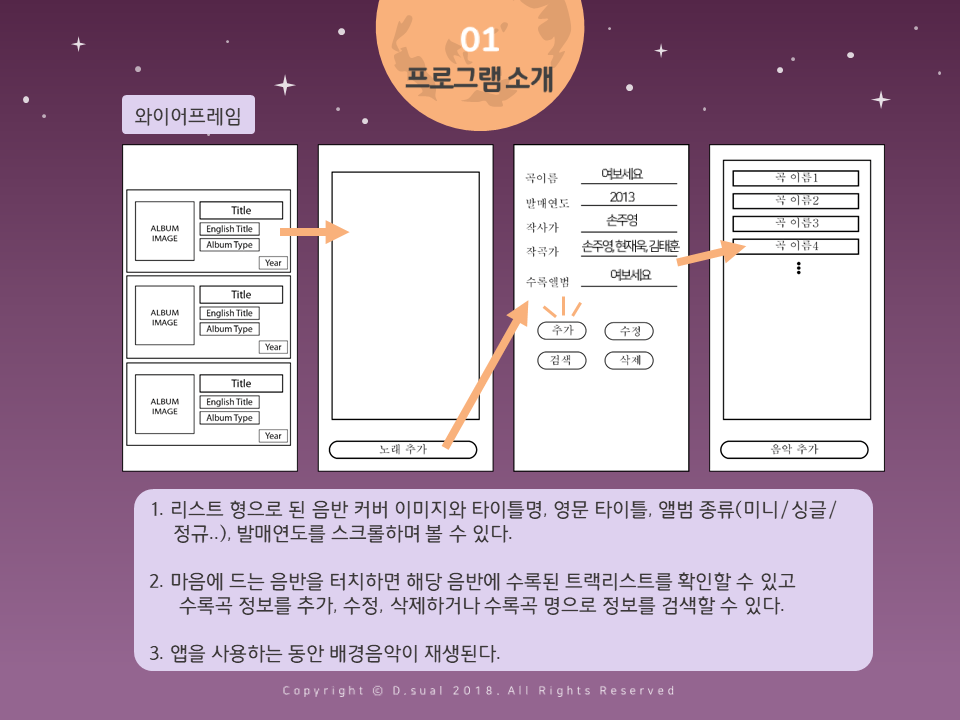 01
프로그램 소개
와이어프레임
ALBUM
IMAGE
Title
English Title
Album Type
Year
ALBUM
IMAGE
Title
English Title
Album Type
Year
ALBUM
IMAGE
Title
English Title
Album Type
Year
노래 추가
곡이름 여보세요
발매연도 2013
작사가 손주영
작곡가 손주영, 현재욱, 김태훈
수록앨범 여보세요
추가 수정
검색 삭제
곡 이름1
곡 이름2
곡 이름3
곡 이름4
음악 추가
1. 리스트 형으로 된 음반 커버 이미지와 타이틀명, 영문 타이틀, 앨범 종류(미니/싱글/
정규..), 발매연도를 스크롤하며 볼 수 있다.
2. 마음에 드는 음반을 터치하면 해당 음반에 수록된 트랙리스트를 확인할 수 있고
수록곡 정보를 추가, 수정, 삭제하거나 수록곡 명으로 정보를 검색할 수 있다.
3. 앱을 사용하는 동안 배경음악이 재생된다.
Copyright © D.sual 2018. All Rights Reserved